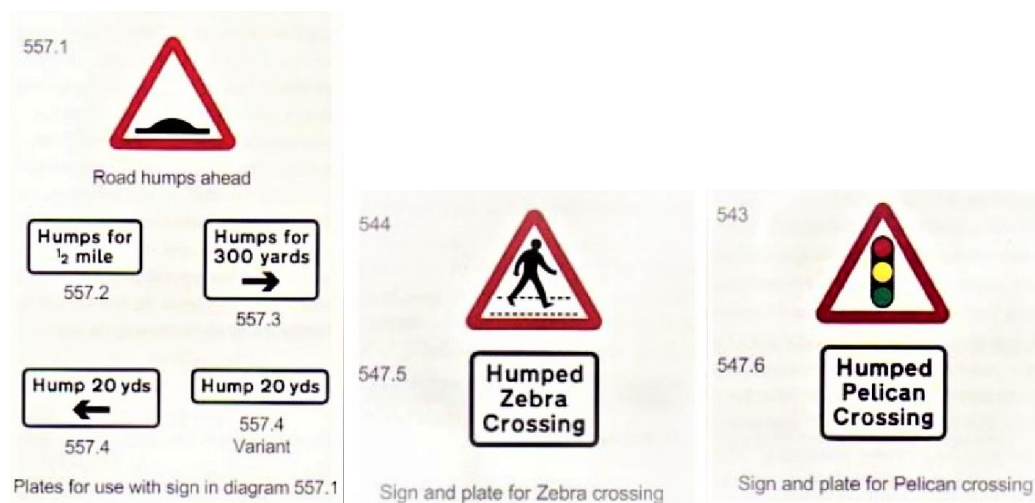 557.1
Road humps ahead
Humps for
½ mile
557.2
Humps for
300 yards
557.3
Hump 20 yds
557.4
Hump 20 yds
557.4
Variant
Plates for use with sign in diagram 557.1
544
547.5
Humped
Zebra
Crossing
Sign and plate for Zebra crossing
543
547.6
Humped
Pelican
Crossing
Sign and plate for Pelican crossing